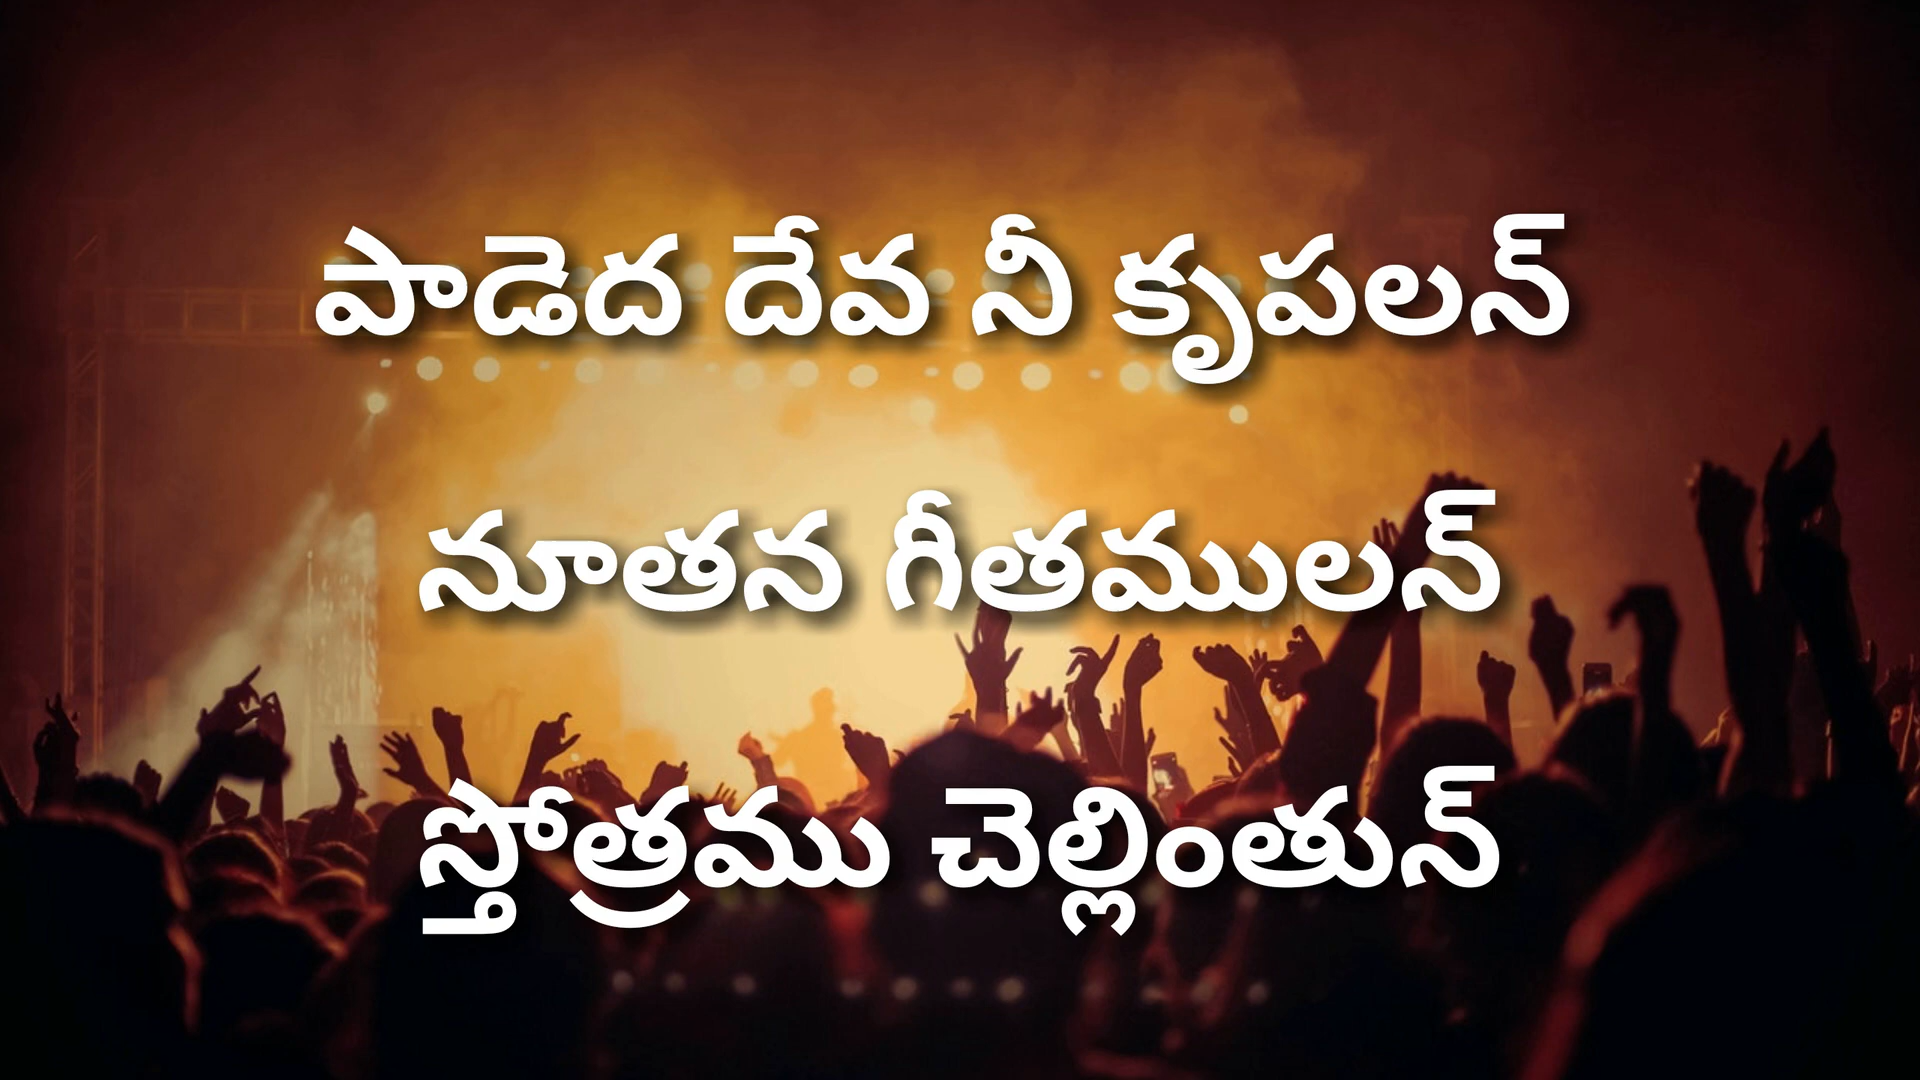 పాడెద దేవ నీ కృపలన్
నూతన గీతములన్
స్తోత్రము చెల్లింతున్